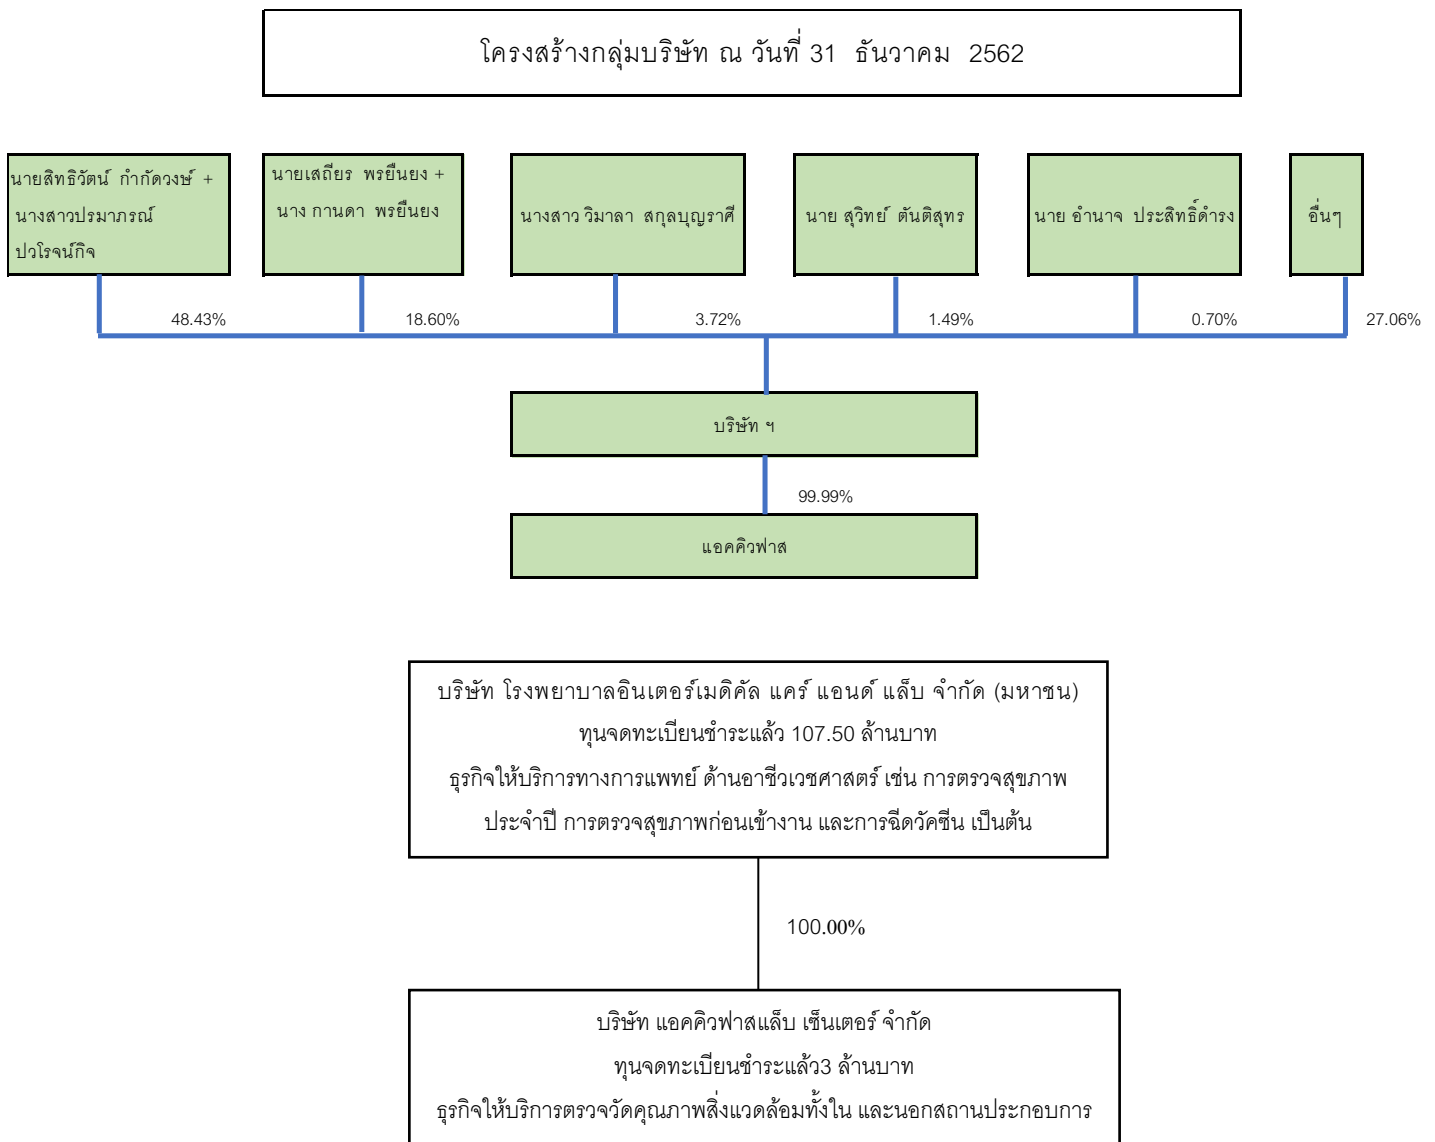 โครงสร้างกลุ่มบริษัท ณ วันที่ 31 ธันวาคม 2562
นายสิทธิวัตน์ กำกัดวงษ์ +
นางสาวปรมาภรณ์
ปวโรจน์กิจ
นายเสถียร พรยืนยง +
นาง กานดา พรยืนยง
นางสาว วิมาลา สกุลบุญราศี
นาย สุวิทย์ ตันติสุทร
นาย อำนาจ ประสิทธิ์ดำรง
อื่นๆ
48.43%
18.60%
3.72%
1.49%
0.70%
27.06%
บริษัท ฯ
99.99%
แอคคิวฟาส
บริษัท โรงพยาบาลอินเตอร์เมดิคัล แคร์ แอนด์ แล็บ จำกัด (มหาชน)
ทุนจดทะเบียนชำระแล้ว 107.50 ล้านบาท
ธุรกิจให้บริการทางการแพทย์ ด้านอาชีวเวชศาสตร์ เช่น การตรวจสุขภาพ
ประจำปี การตรวจสุขภาพก่อนเข้างาน และการฉีดวัคซีน เป็นต้น
100.00%
บริษัท แอคคิวฟาสแล็บ เซ็นเตอร์ จำกัด
ทุนจดทะเบียนชำระแล้ว3 ล้านบาท
ธุรกิจให้บริการตรวจวัดคุณภาพสิ่งแวดล้อมทั้งใน และนอกสถานประกอบการ